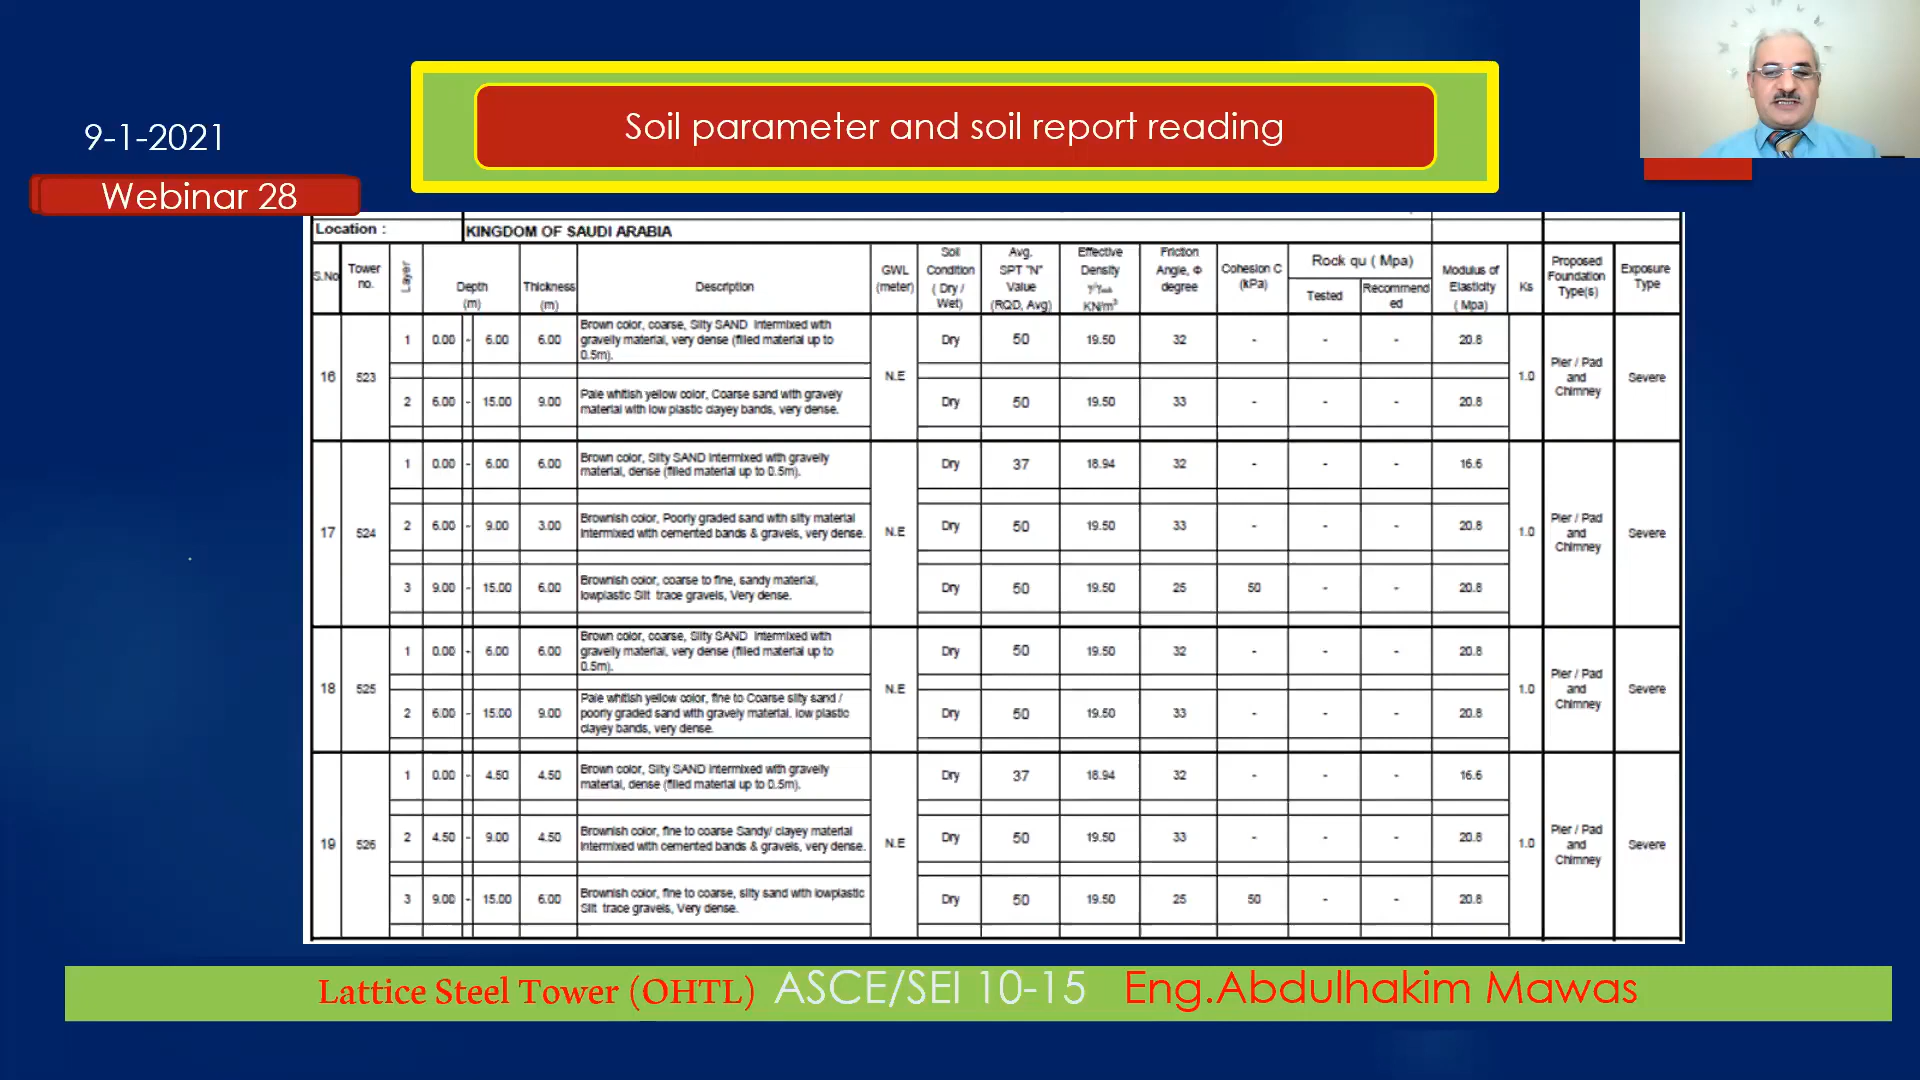 Soil parameter and soil report reading
9-1-2021
Webinar 28
Location : KINGDOM OF SAUDI ARABIA
S.No Tower no. Layer Depth (m) Thickness (m) Description GWL (meter) Soil Condition ( Dry / Wet) Avg. SPT "N" Value (RQD, Avg) Effective Density KN/m³ Friction Angle, Φ degree Cohesion C (kPa) Rock qu ( Mpa) Tested Recommended Modulus of Elasticity ( Mpa) Ks Proposed Foundation Type(s) Exposure Type
16 523 N.E 1.0 Pier / Pad and Chimney Severe
1 0.00 - 6.00 6.00 Brown color, coarse, Silty SAND intermixed with gravelly material, very dense (filled material up to 0.5m). Dry 50 19.50 32 - - - 20.8
2 6.00 - 15.00 9.00 Pale whitish yellow color, Coarse sand with gravely material with low plastic clayey bands, very dense. Dry 50 19.50 33 - - - 20.8
17 524 N.E 1.0 Pier / Pad and Chimney Severe
1 0.00 - 6.00 6.00 Brown color, Silty SAND intermixed with gravelly material, dense (filled material up to 0.5m). Dry 37 18.94 32 - - - 16.6
2 6.00 - 9.00 3.00 Brownish color, Poorly graded sand with silty material intermixed with cemented bands & gravels, very dense. Dry 50 19.50 33 - - - 20.8
3 9.00 - 15.00 6.00 Brownish color, coarse to fine, sandy material, lowplastic Silt trace gravels, Very dense. Dry 50 19.50 25 50 - - 20.8
18 525 N.E 1.0 Pier / Pad and Chimney Severe
1 0.00 - 6.00 6.00 Brown color, coarse, Silty SAND intermixed with gravelly material, very dense (filled material up to 0.5m). Dry 50 19.50 32 - - - 20.8
2 6.00 - 15.00 9.00 Pale whitish yellow color, fine to Coarse silty sand / poorly graded sand with gravely material. low plastic clayey bands, very dense. Dry 50 19.50 33 - - - 20.8
19 526 N.E 1.0 Pier / Pad and Chimney Severe
1 0.00 - 4.50 4.50 Brown color, Silty SAND intermixed with gravelly material, dense (filled material up to 0.5m). Dry 37 18.94 32 - - - 16.6
2 4.50 - 9.00 4.50 Brownish color, fine to coarse Sandy/ clayey material intermixed with cemented bands & gravels, very dense. Dry 50 19.50 33 - - - 20.8
3 9.00 - 15.00 6.00 Brownish color, fine to coarse, silty sand with lowplastic Silt trace gravels, Very dense. Dry 50 19.50 25 50 - - 20.8
Lattice Steel Tower (OHTL) ASCE/SEI 10-15 Eng.Abdulhakim Mawas